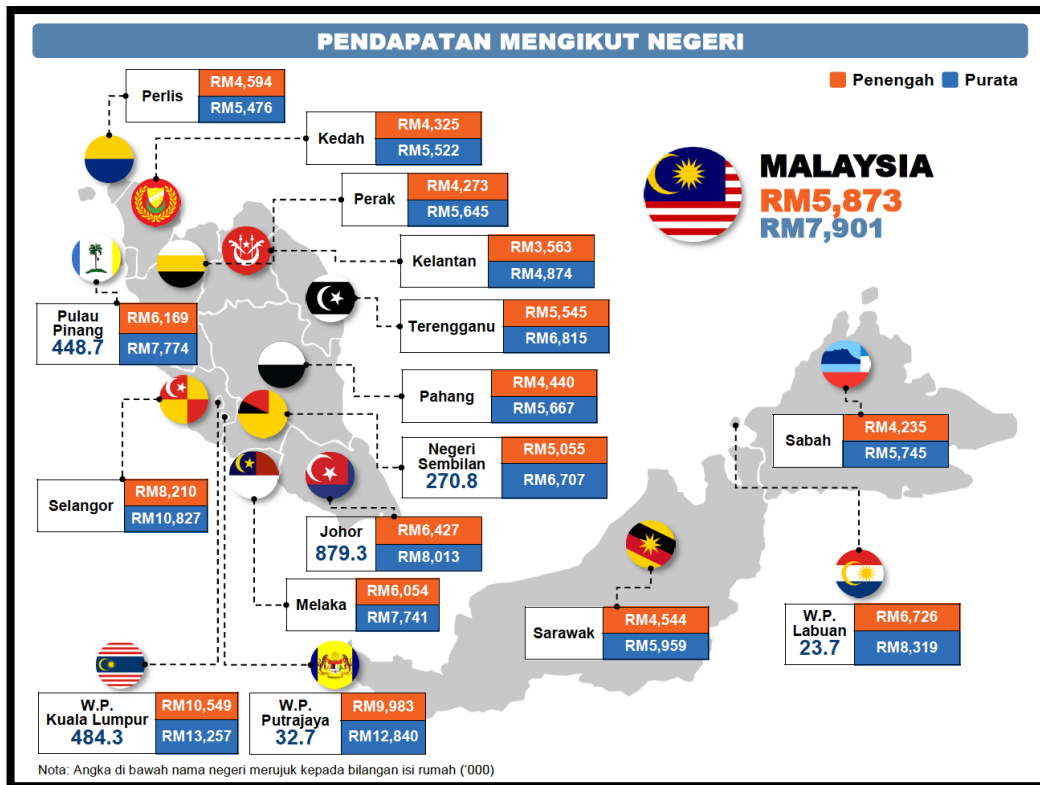 PENDAPATAN MENGIKUT NEGERI
Penengah Purata
MALAYSIA
RM5,873
RM7,901
Perlis
RM4,594
RM5,476
Kedah
RM4,325
RM5,522
Perak
RM4,273
RM5,645
Kelantan
RM3,563
RM4,874
Terengganu
RM5,545
RM6,815
Pulau
Pinang
448.7
RM6,169
RM7,774
Pahang
RM4,440
RM5,667
Sabah
RM4,235
RM5,745
Negeri
Sembilan
270.8
RM5,055
RM6,707
Selangor
RM8,210
RM10,827
Johor
879.3
RM6,427
RM8,013
Melaka
RM6,054
RM7,741
Sarawak
RM4,544
RM5,959
W.P.
Labuan
23.7
RM6,726
RM8,319
W.P.
Kuala Lumpur
484.3
RM10,549
RM13,257
W.P.
Putrajaya
32.7
RM9,983
RM12,840
Nota: Angka di bawah nama negeri merujuk kepada bilangan isi rumah ('000)